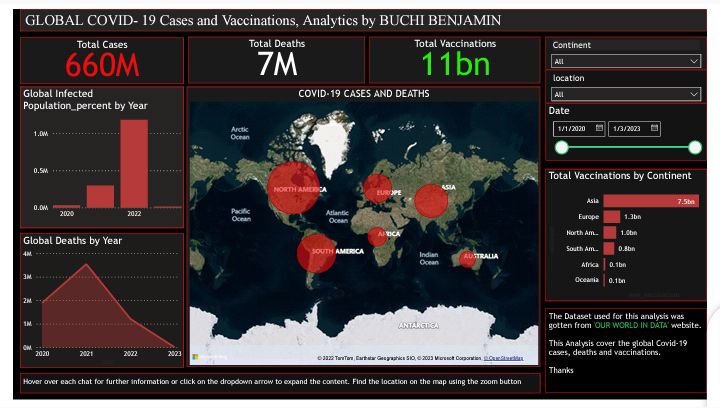 GLOBAL COVID- 19 Cases and Vaccinations, Analytics by BUCHI BENJAMIN
Total Cases
660M
Total Deaths
7M
Total Vaccinations
11bn
Continent
All
location
All
Date
1/1/2020
1/3/2023
Global Infected
Population_percent by Year
1.0M
0.5M
0.0M
2020
2022
Global Deaths by Year
4M
3M
2M
1M
0M
2020
2021
2022
2023
COVID-19 CASES AND DEATHS
Arctic
Ocean
NORTH AMERICA
EUROPE
ASIA
Pacific
Ocean
Atlantic
Ocean
AFRICA
SOUTH AMERICA
Indian
Ocean
AUSTRALIA
ANTARCTICA
© 2022 TomTom, Earthstar Geographics SIO, © 2023 Microsoft Corporation, © OpenStreetMap
Total Vaccinations by Continent
Asia
7.5bn
Europe
1.3bn
North Am...
1.0bn
South Am...
0.8bn
Africa
0.1bn
Oceania
0.1bn
The Dataset used for this analysis was
gotten from 'OUR WORLD IN DATA' website.
This Analysis cover the global Covid-19
cases, deaths and vaccinations.
Thanks
Hover over each chat for further information or click on the dropdown arrow to expand the content. Find the location on the map using the zoom button